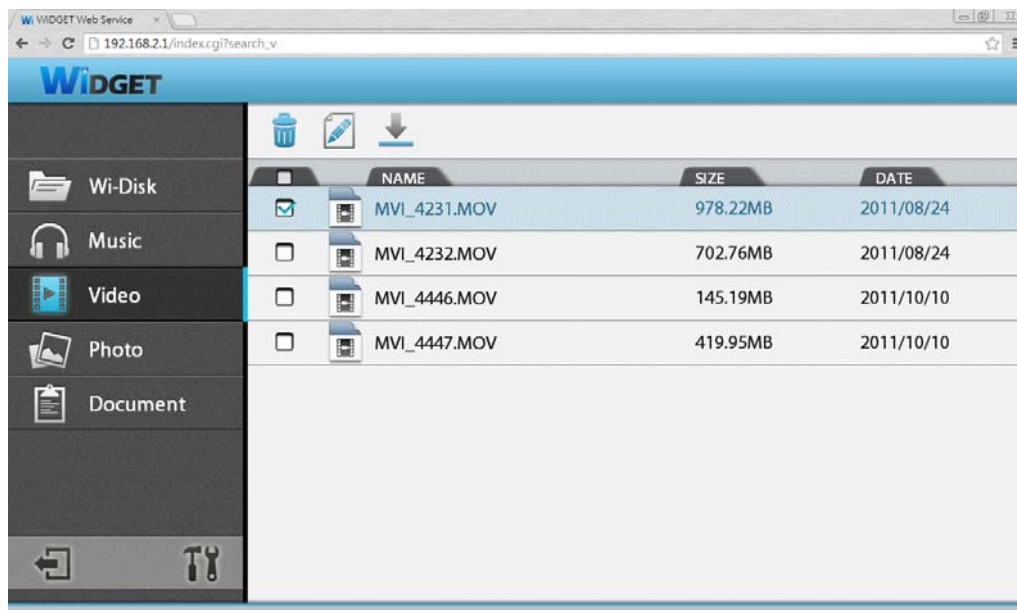 WiDGET Web Service
192.168.2.1/index.cgi?search_v
WiDGET
NAME SIZE DATE
Wi-Disk
MVI_4231.MOV 978.22MB 2011/08/24
Music
MVI_4232.MOV 702.76MB 2011/08/24
Video
MVI_4446.MOV 145.19MB 2011/10/10
Photo
MVI_4447.MOV 419.95MB 2011/10/10
Document